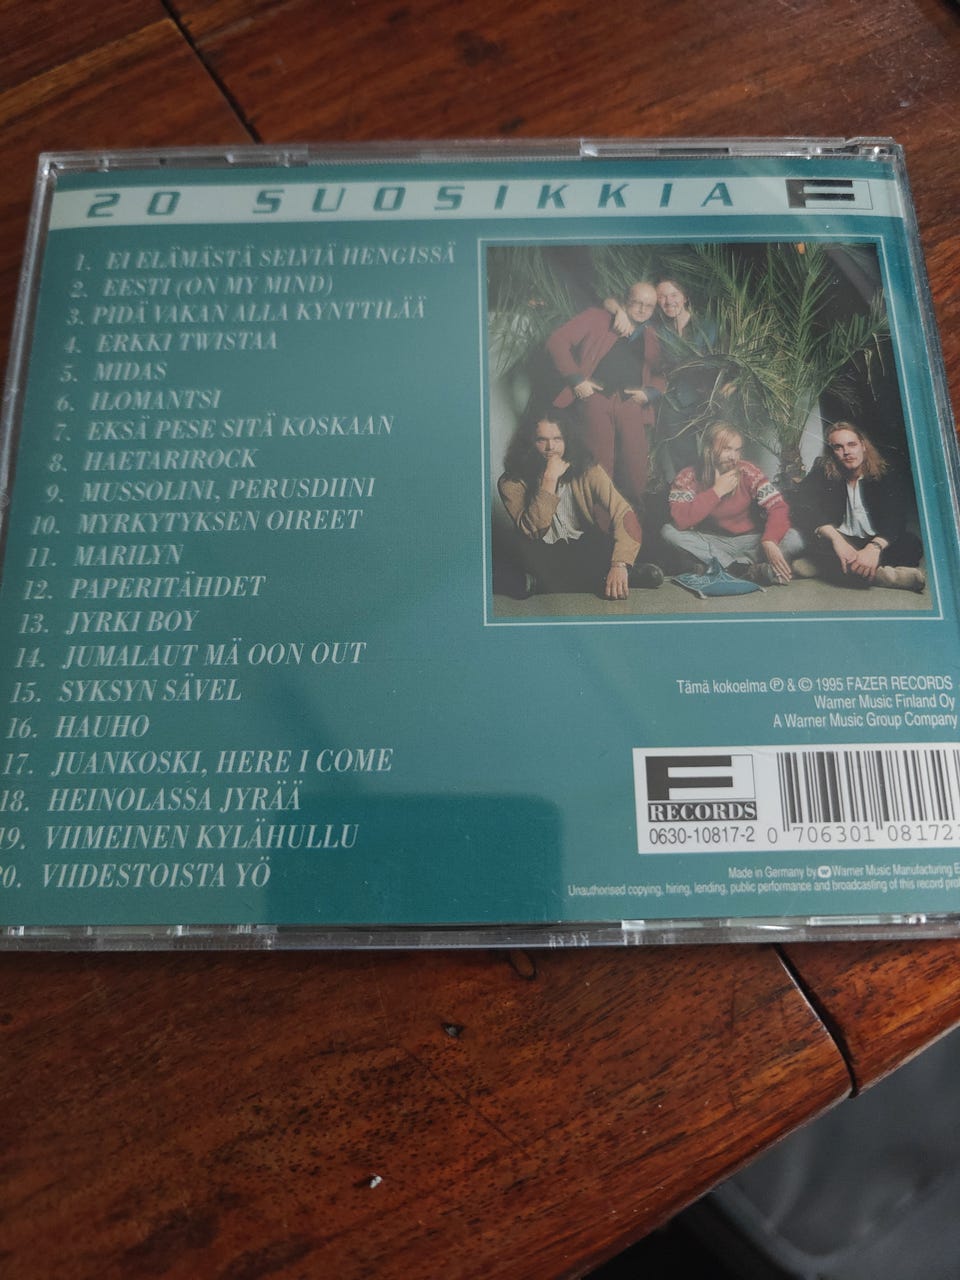 20 SUOSIKKIA F
1. EI ELÄMÄSTÄ SELVIÄ HENGISSÄ
2. EESTI (ON MY MIND)
3. PIDÄ VAKAN ALLA KYNTTILÄÄ
4. ERKKI TWISTAA
5. MIDAS
6. ILOMANTSI
7. EKSÄ PESE SITÄ KOSKAAN
8. HAETARIROCK
9. MUSSOLINI, PERUSDIINI
10. MYRKYTYKSEN OIREET
11. MARILYN
12. PAPERITÄHDET
13. JYRKI BOY
14. JUMALAUT MÄ OON OUT
15. SYKSYN SÄVEL
16. HAUHO
17. JUANKOSKI, HERE I COME
18. HEINOLASSA JYRÄÄ
19. VIIMEINEN KYLÄHULLU
20. VIIDESTOISTA YÖ
Tämä kokoelma ℗ & © 1995 FAZER RECORDS
Warner Music Finland Oy
A Warner Music Group Company
F
RECORDS
0630-10817-2
0 706301 08172
Made in Germany by Warner Music Manufacturing E
Unauthorised copying, hiring, lending, public performance and broadcasting of this record